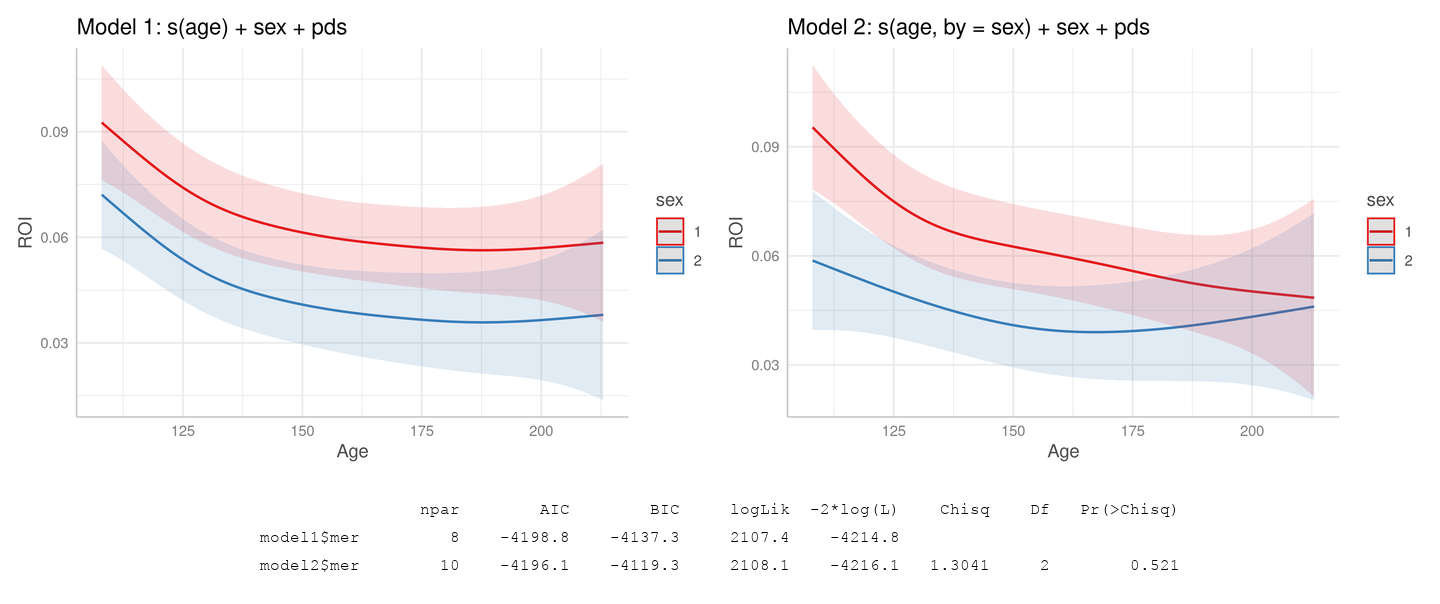 Model 1: s(age) + sex + pds
0.09
0.06
0.03
ROI
125 150 175 200
Age
sex
1
2
Model 2: s(age, by = sex) + sex + pds
0.09
0.06
0.03
ROI
125 150 175 200
Age
sex
1
2
npar AIC BIC logLik -2*log(L) Chisq Df Pr(>Chisq)
model1$mer 8 -4198.8 -4137.3 2107.4 -4214.8
model2$mer 10 -4196.1 -4119.3 2108.1 -4216.1 1.3041 2 0.521